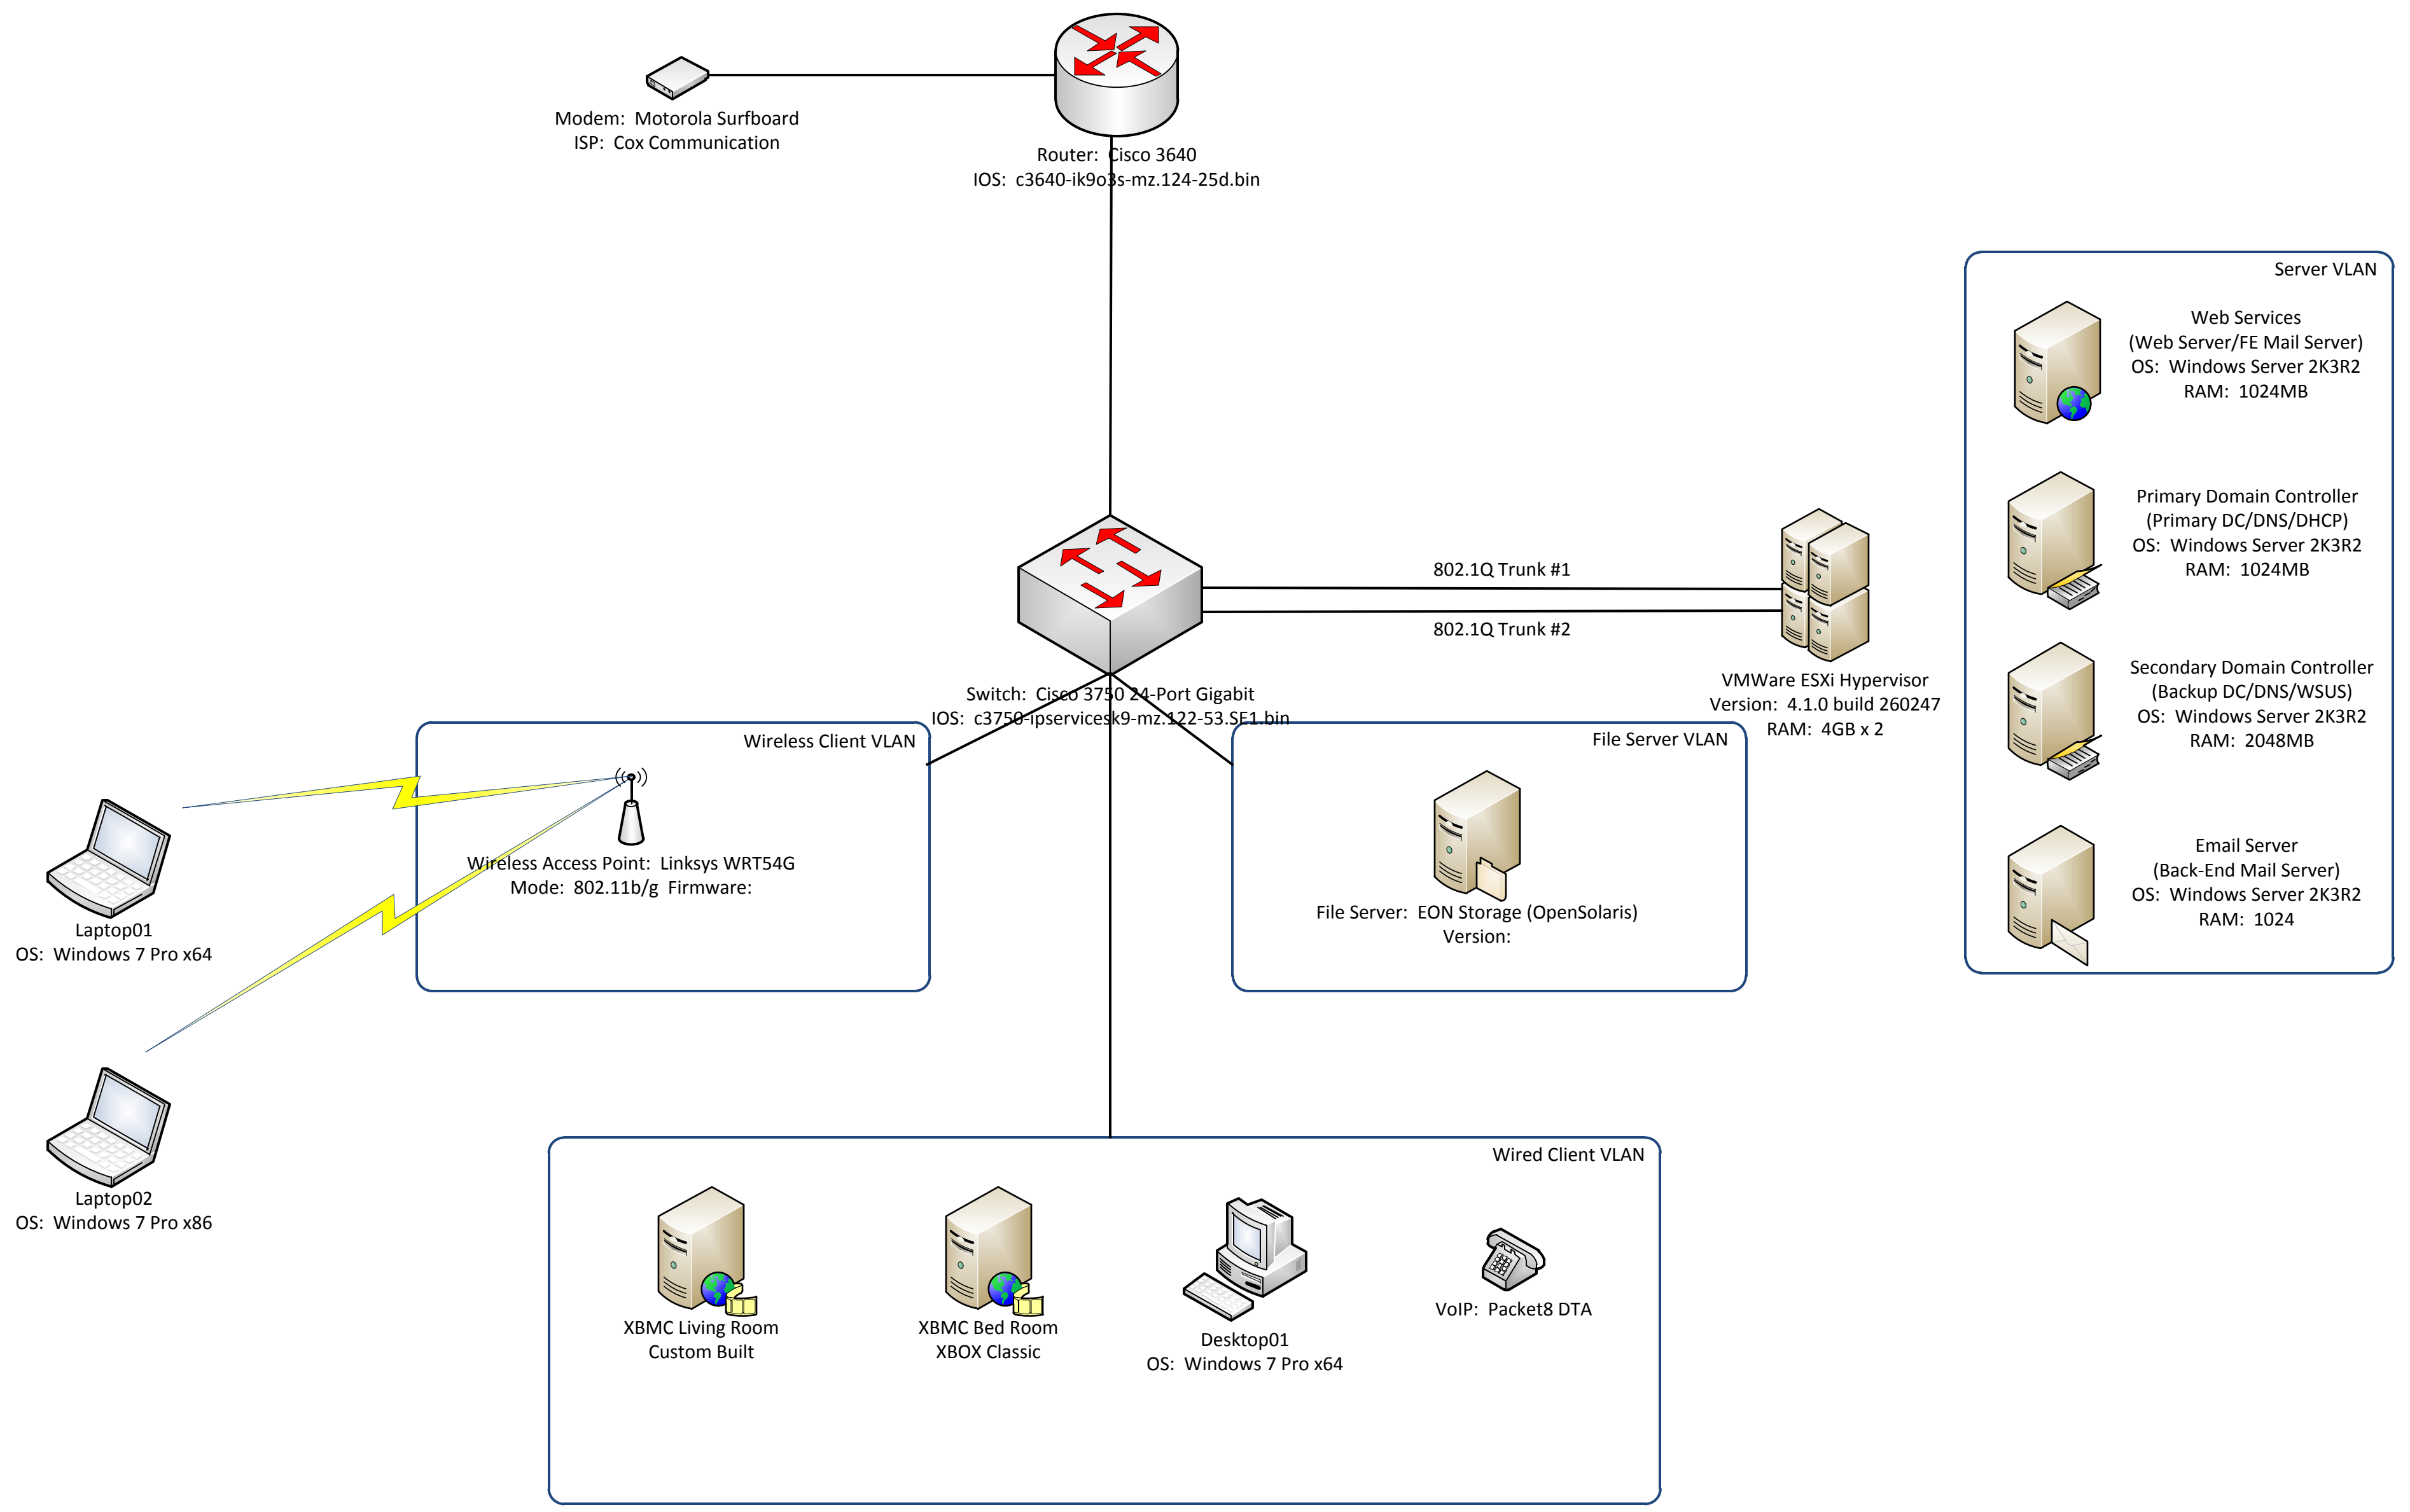 Modem: Motorola Surfboard
ISP: Cox Communication
Router: Cisco 3640
IOS: c3640-ik9o3s-mz.124-25d.bin
Server VLAN
Web Services
(Web Server/FE Mail Server)
OS: Windows Server 2K3R2
RAM: 1024MB
Primary Domain Controller
(Primary DC/DNS/DHCP)
OS: Windows Server 2K3R2
RAM: 1024MB
Secondary Domain Controller
(Backup DC/DNS/WSUS)
OS: Windows Server 2K3R2
RAM: 2048MB
Email Server
(Back-End Mail Server)
OS: Windows Server 2K3R2
RAM: 1024
802.1Q Trunk #1
802.1Q Trunk #2
VMWare ESXi Hypervisor
Version: 4.1.0 build 260247
RAM: 4GB x 2
Switch: Cisco 3750 24-Port Gigabit
IOS: c3750-ipservicesk9-mz.122-53.SE1.bin
Wireless Client VLAN
Wireless Access Point: Linksys WRT54G
Mode: 802.11b/g Firmware:
File Server VLAN
File Server: EON Storage (OpenSolaris)
Version:
Laptop01
OS: Windows 7 Pro x64
Laptop02
OS: Windows 7 Pro x86
Wired Client VLAN
XBMC Living Room
Custom Built
XBMC Bed Room
XBOX Classic
Desktop01
OS: Windows 7 Pro x64
VoIP: Packet8 DTA